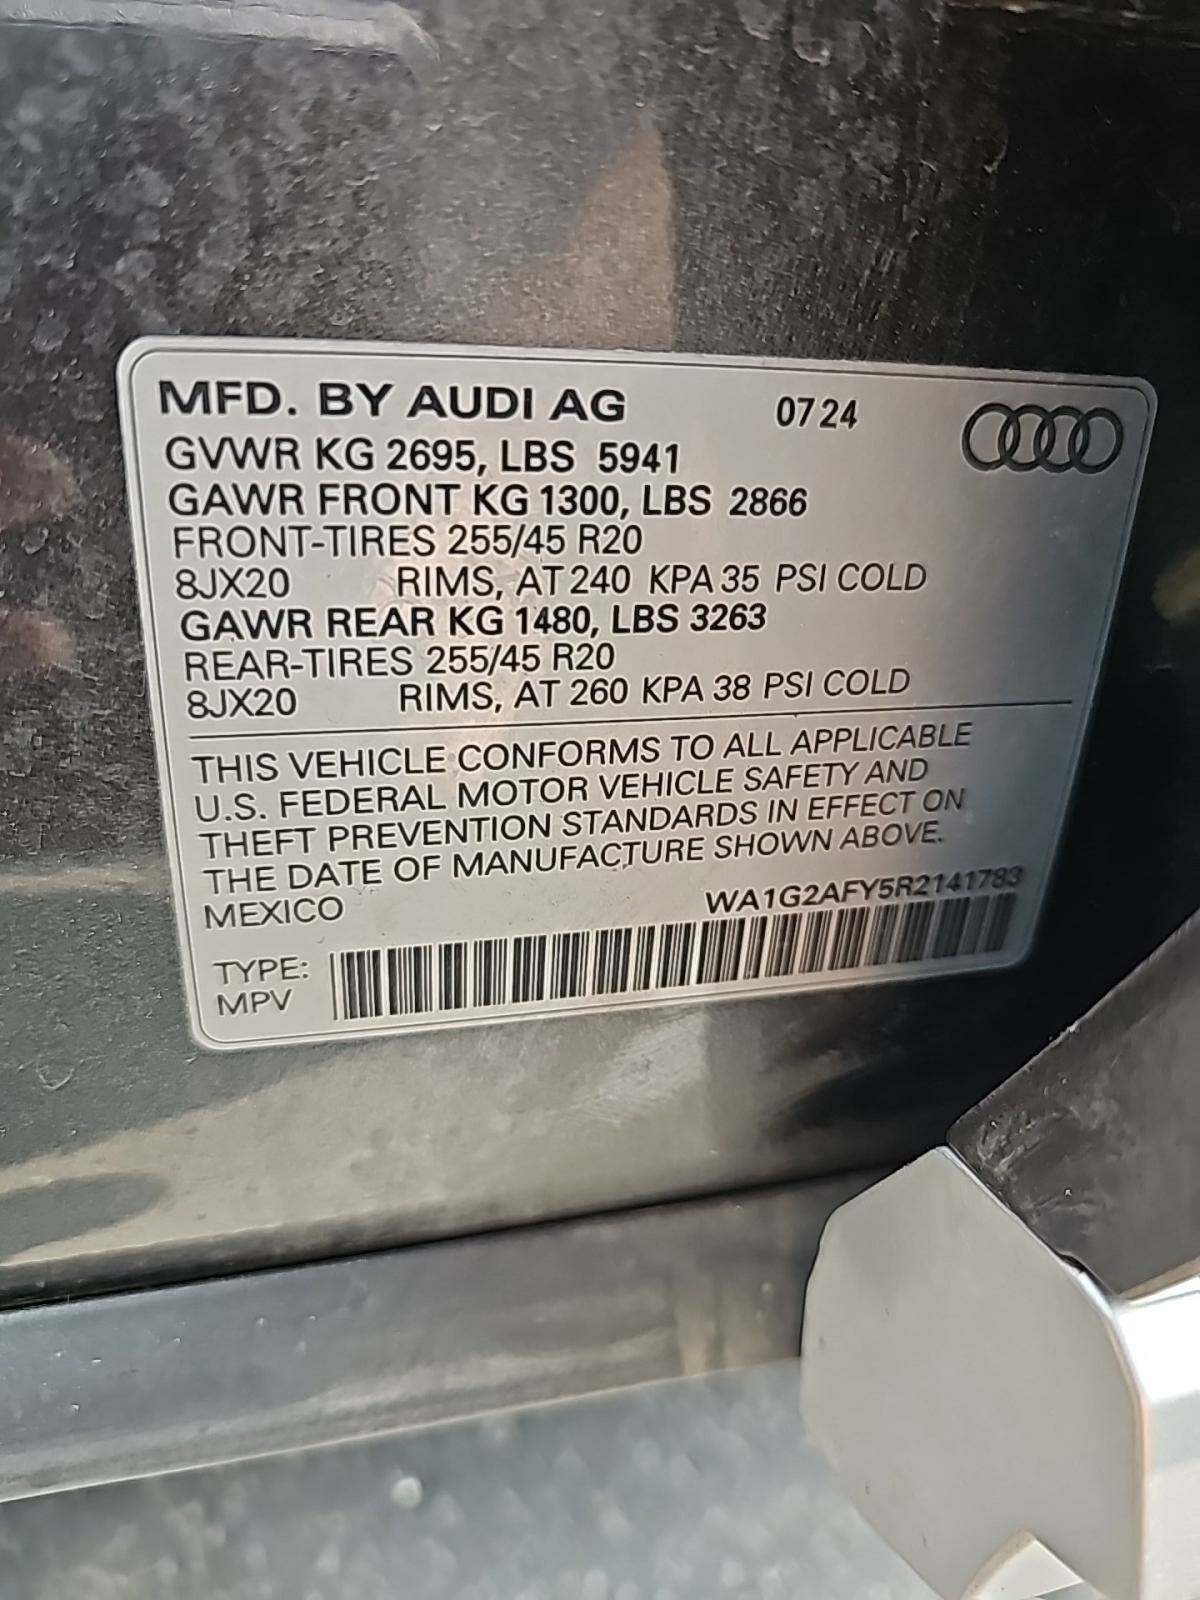 MFD. BY AUDI AG 07 24
GVWR KG 2695, LBS 5941
GAWR FRONT KG 1300, LBS 2866
FRONT-TIRES 255/45 R20
8JX20 RIMS, AT 240 KPA 35 PSI COLD
GAWR REAR KG 1480, LBS 3263
REAR-TIRES 255/45 R20
8JX20 RIMS, AT 260 KPA 38 PSI COLD
THIS VEHICLE CONFORMS TO ALL APPLICABLE
U.S. FEDERAL MOTOR VEHICLE SAFETY AND
THEFT PREVENTION STANDARDS IN EFFECT ON
THE DATE OF MANUFACTURE SHOWN ABOVE.
MEXICO WA1G2AFY5R2141783
TYPE:
MPV